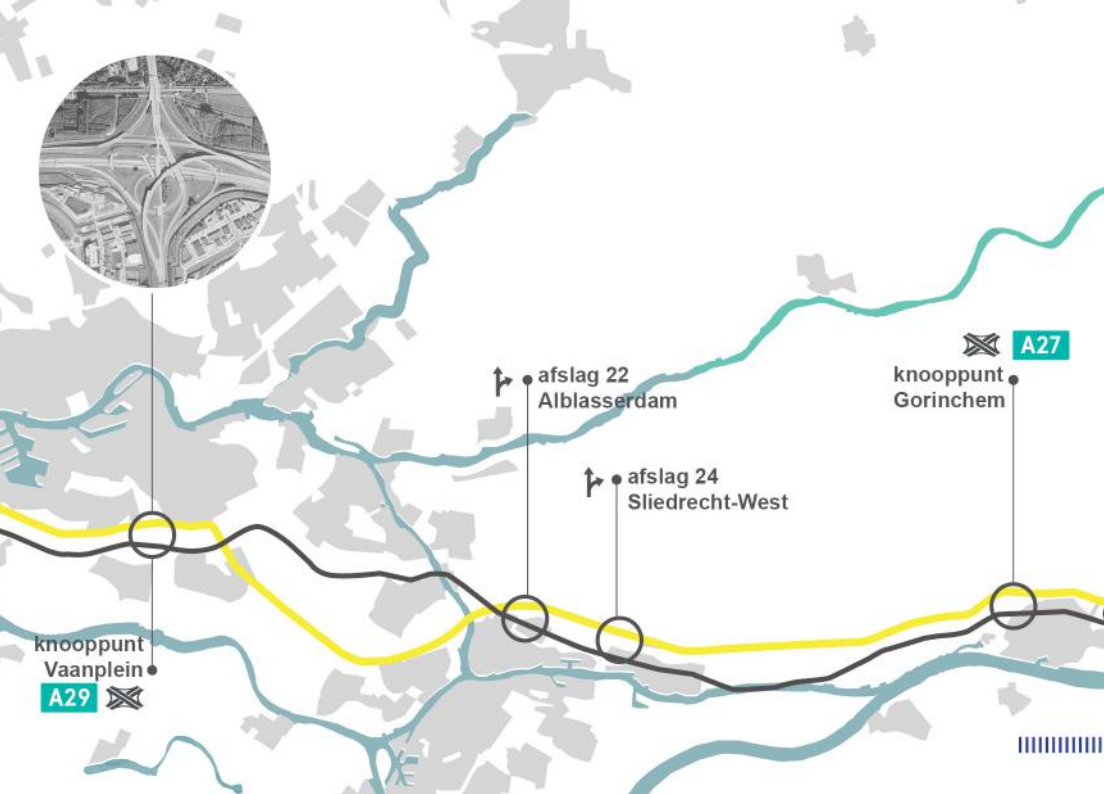 afslag 22
Alblasserdam
afslag 24
Sliedrecht-West
A27
knooppunt
Gorinchem
knooppunt
Vaanplein
A29